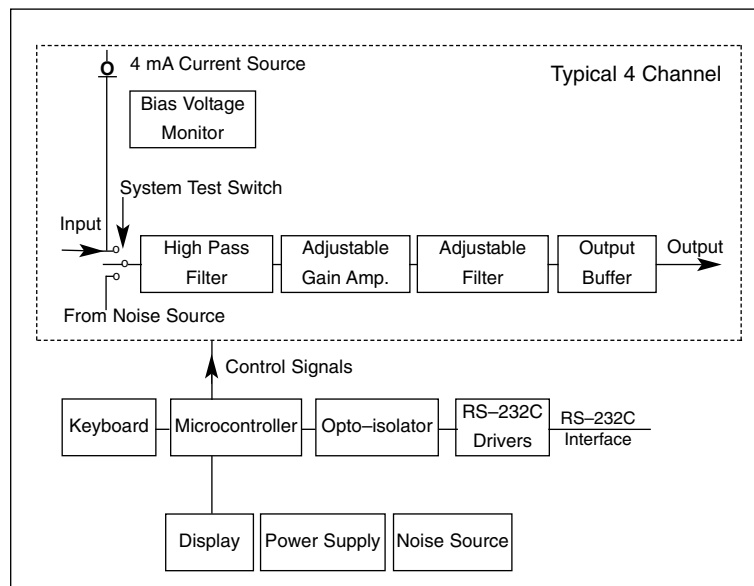 4 mA Current Source
Typical 4 Channel
Bias Voltage
Monitor
System Test Switch
Input
High Pass
Filter
Adjustable
Gain Amp.
Adjustable
Filter
Output
Buffer
Output
From Noise Source
Control Signals
Keyboard
Microcontroller
Opto–isolator
RS–232C
Drivers
RS–232C
Interface
Display
Power Supply
Noise Source